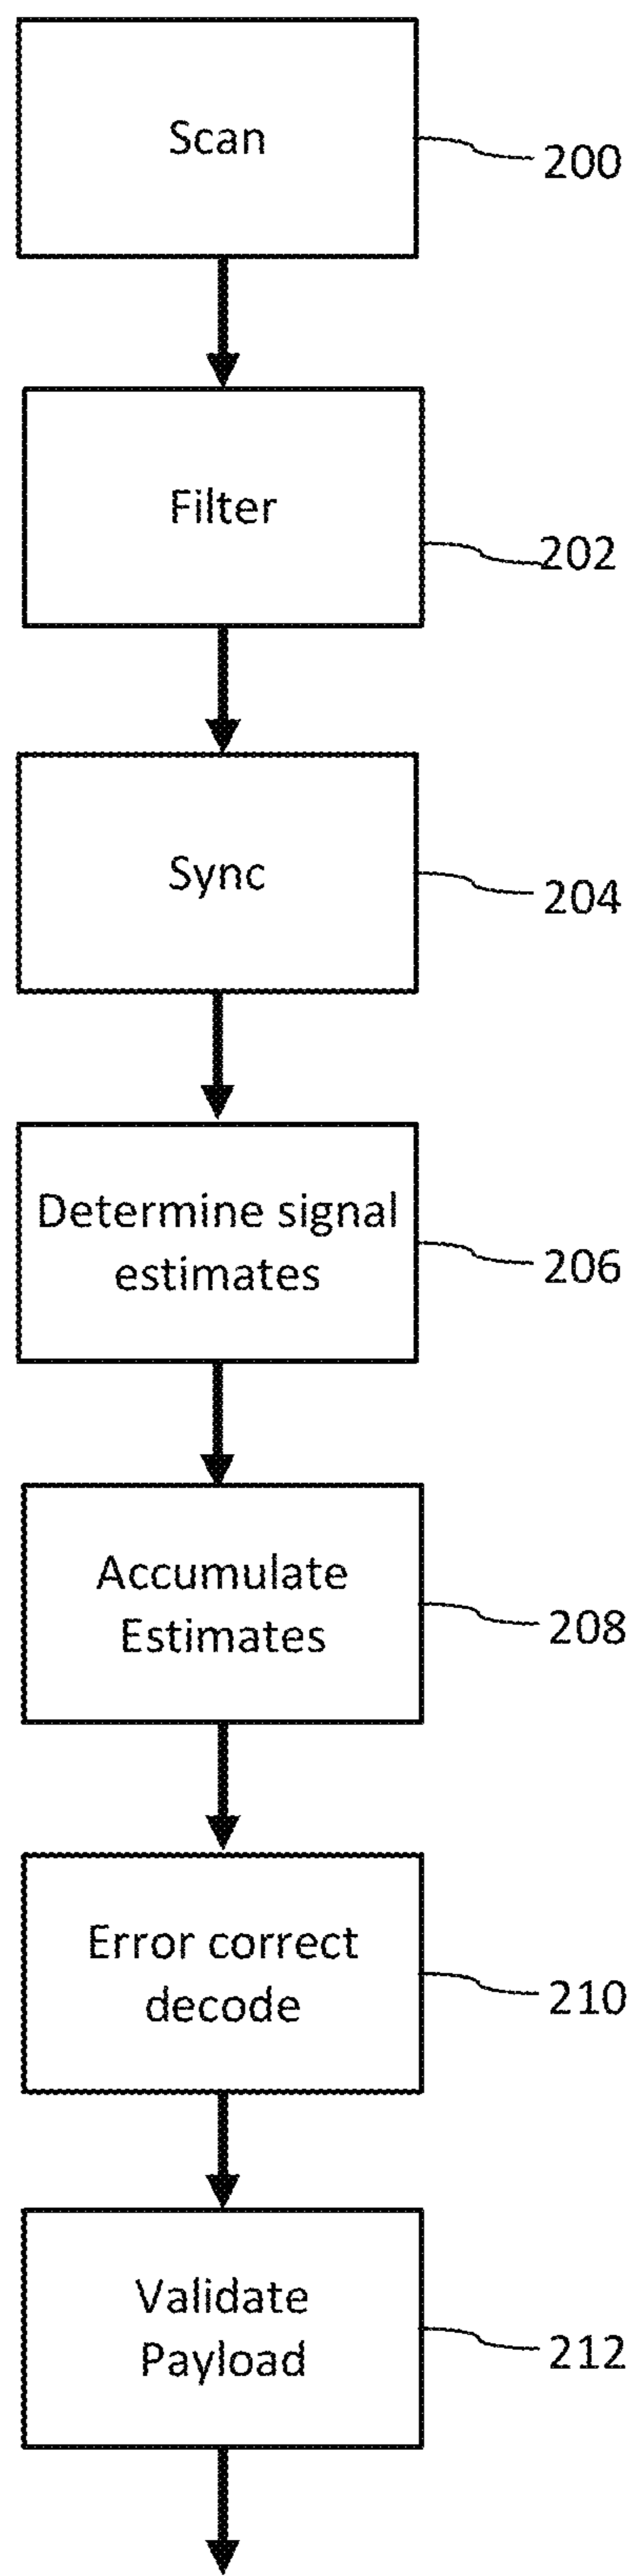 Scan
200
Filter
202
Sync
204
Determine signal
estimates
206
Accumulate
Estimates
208
Error correct
decode
210
Validate
Payload
212